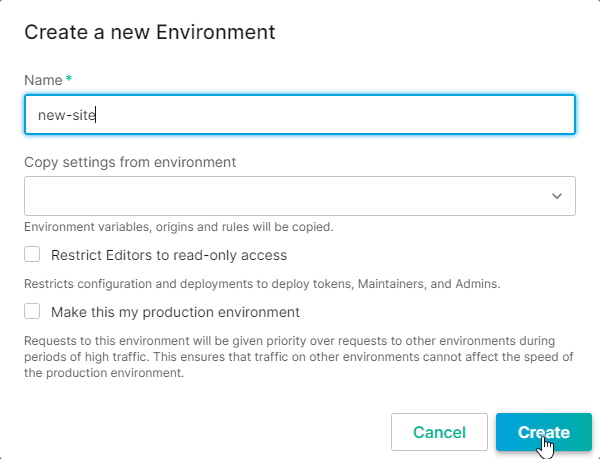 Create a new Environment
Name *
new-site
Copy settings from environment
Environment variables, origins and rules will be copied.
Restrict Editors to read-only access
Restricts configuration and deployments to deploy tokens, Maintainers, and Admins.
Make this my production environment
Requests to this environment will be given priority over requests to other environments during
periods of high traffic. This ensures that traffic on other environments cannot affect the speed of
the production environment.
Cancel
Create